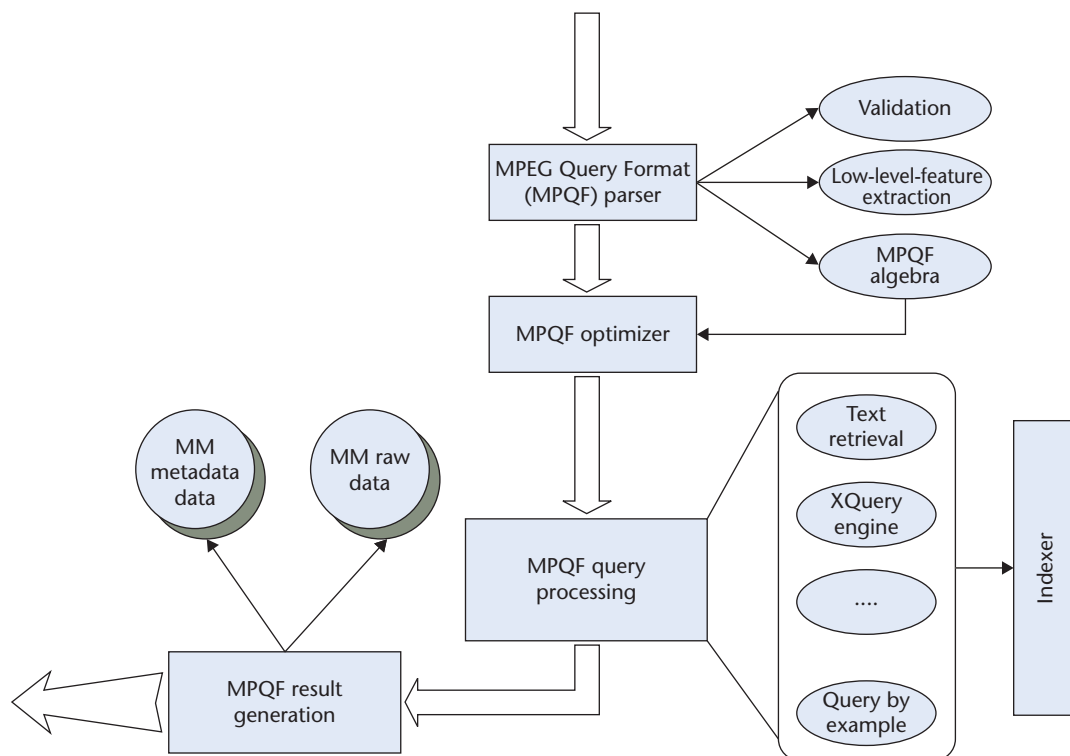 Validation
MPEG Query Format
(MPQF) parser
Low-level-feature
extraction
MPQF
algebra
MPQF optimizer
Text
retrieval
MM
metadata
data
MM raw
data
XQuery
engine
MPQF query
processing
....
Indexer
MPQF result
generation
Query by
example